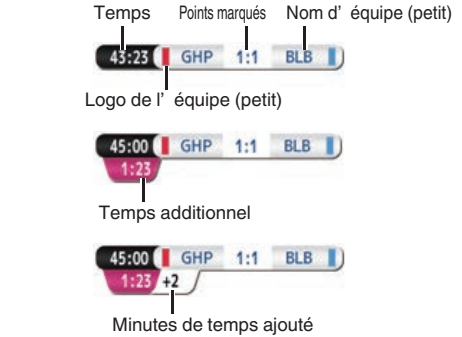 Temps Points marqués Nom d' équipe (petit)
43:23 GHP 1:1 BLB
Logo de l' équipe (petit)
45:00 GHP 1:1 BLB
1:23
Temps additionnel
45:00 GHP 1:1 BLB
1:23 +2
Minutes de temps ajouté